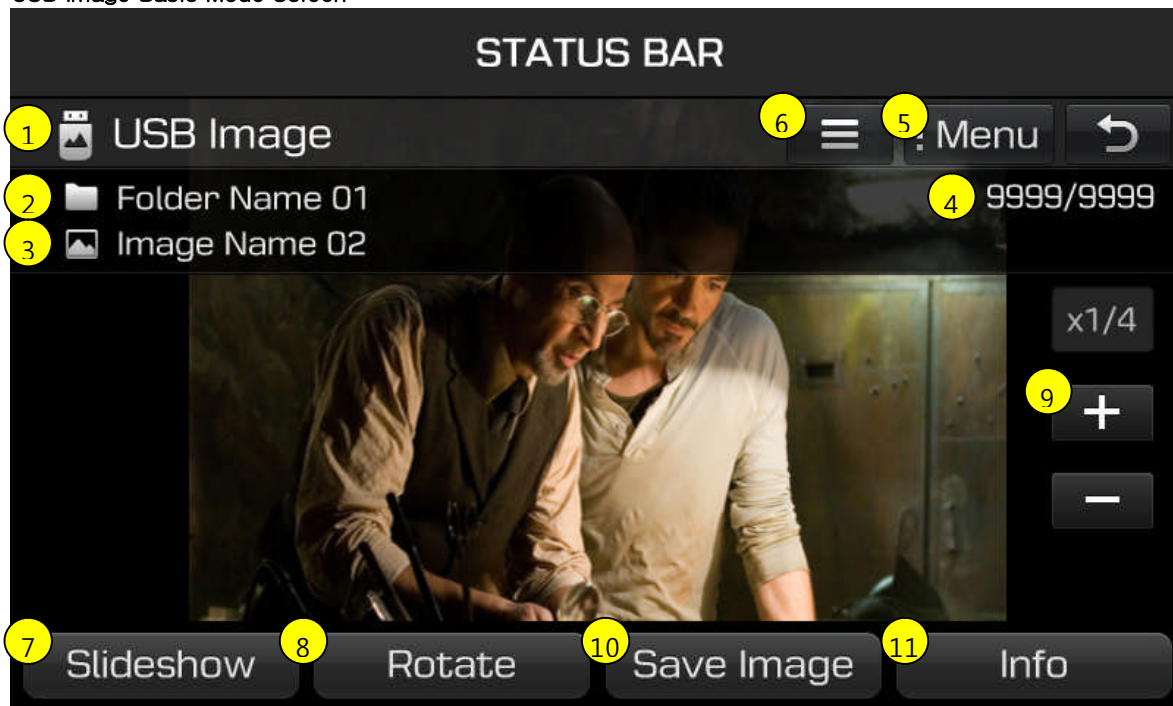 USB Image Basic Mode Screen
STATUS BAR
1 USB Image 6 5 : Menu
2 Folder Name 01 4 9999/9999
3 Image Name 02
x1/4
9 +
−
7 Slideshow 8 Rotate 10 Save Image 11 Info